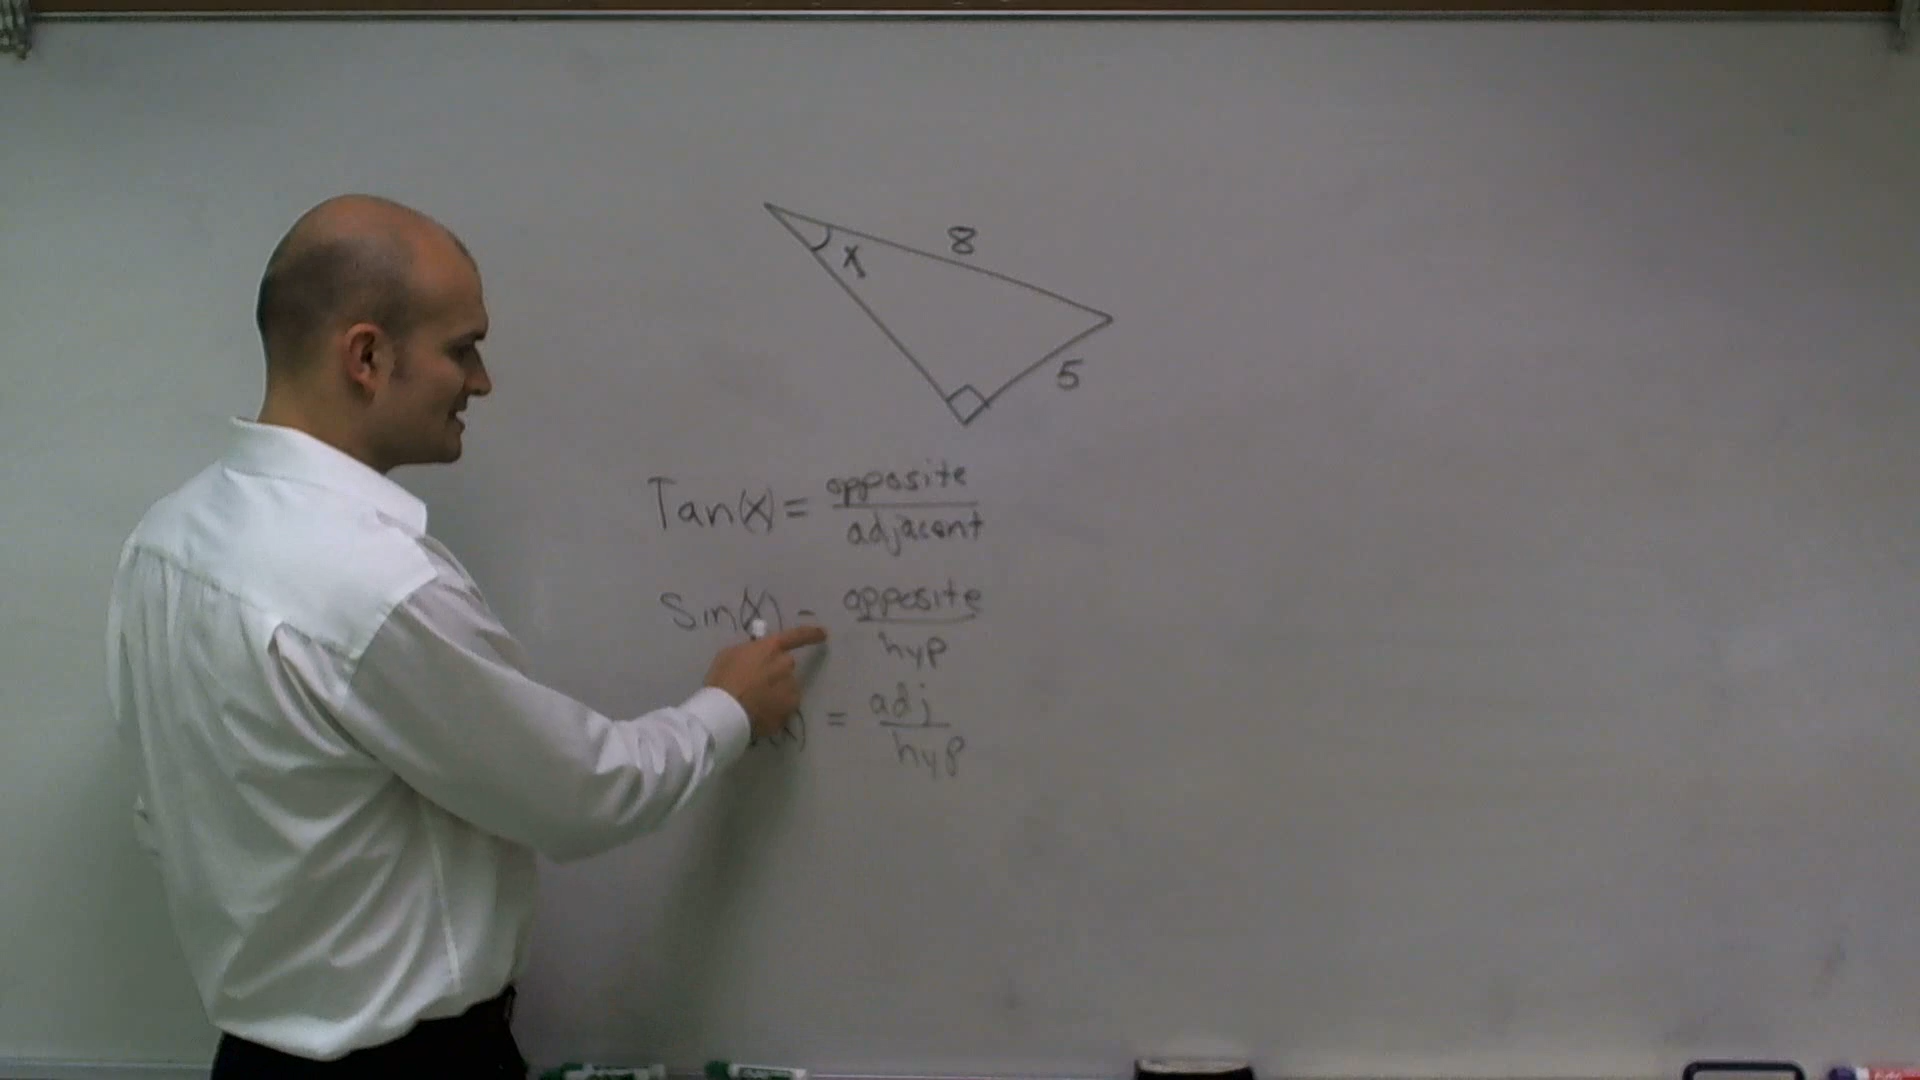 8
x
5
Tan(x) = opposite / adjacent
Sin(x) = opposite / hyp
(x) = adj / hyp